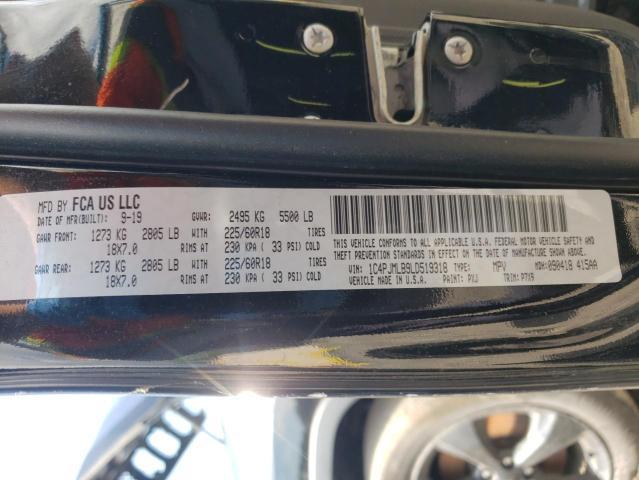 MFD BY FCA US LLC
DATE OF MFR(BUILT): 9-19 GVWR: 2495 KG 5500 LB
GAWR FRONT: 1273 KG 2805 LB WITH 225/60R18 TIRES
18X7.0 RIMS AT 230 KPA ( 33 PSI) COLD
GAWR REAR: 1273 KG 2805 LB WITH 225/60R18 TIRES
18X7.0 RIMS AT 230 KPA ( 33 PSI) COLD
THIS VEHICLE CONFORMS TO ALL APPLICABLE U.S.A. FEDERAL MOTOR VEHICLE SAFETY AND
THEFT PREVENTION STANDARDS IN EFFECT ON THE DATE OF MANUFACTURE SHOWN ABOVE.
VIN: 1C4PJMLB9LD519318 TYPE: MPV MDH: 090418 415AA
VEHICLE MADE IN U.S.A. PAINT: PXJ TRIM: P7X9